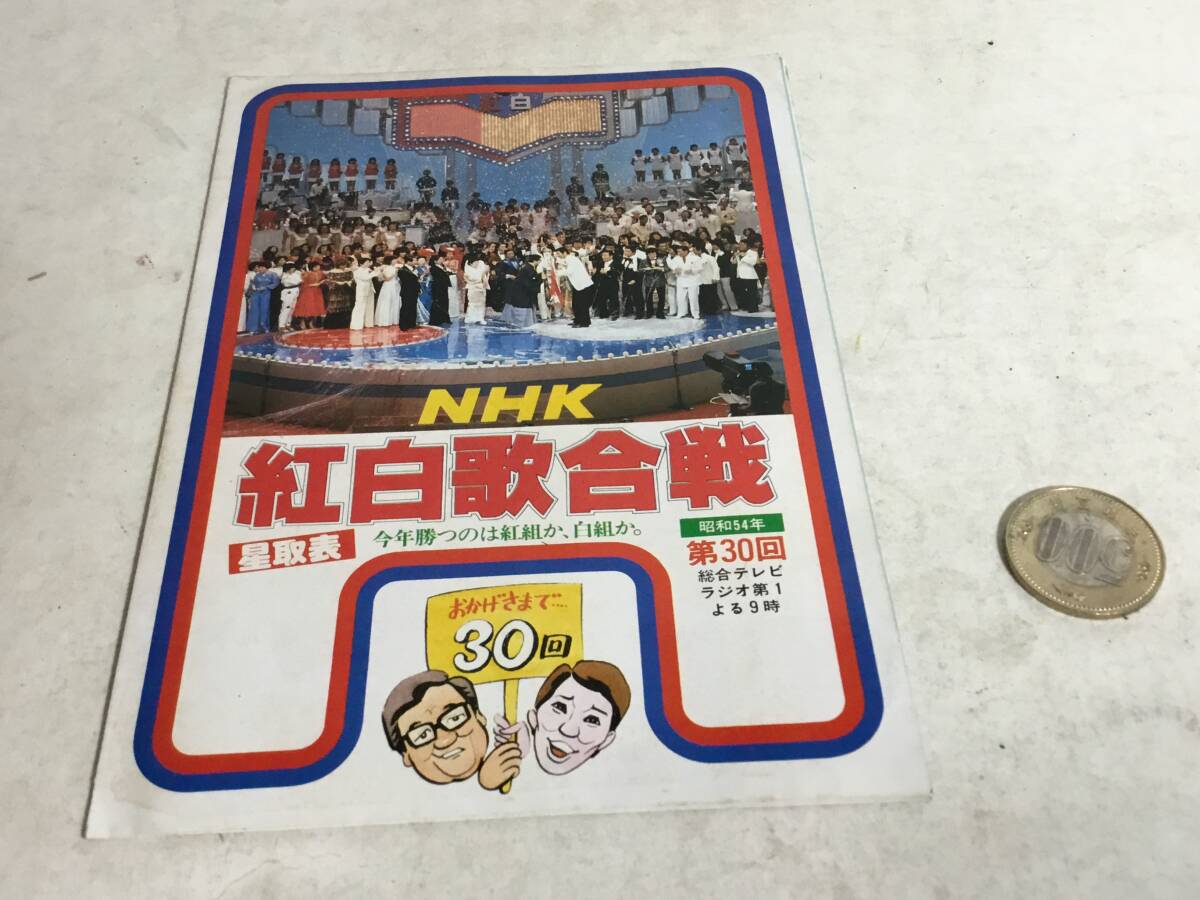 白
NHK
紅白歌合戦
星取表
今年勝つのは紅組か、白組か。
昭和54年
第30回
総合テレビ
ラジオ第1
よる9時
おかげさまで…
30回